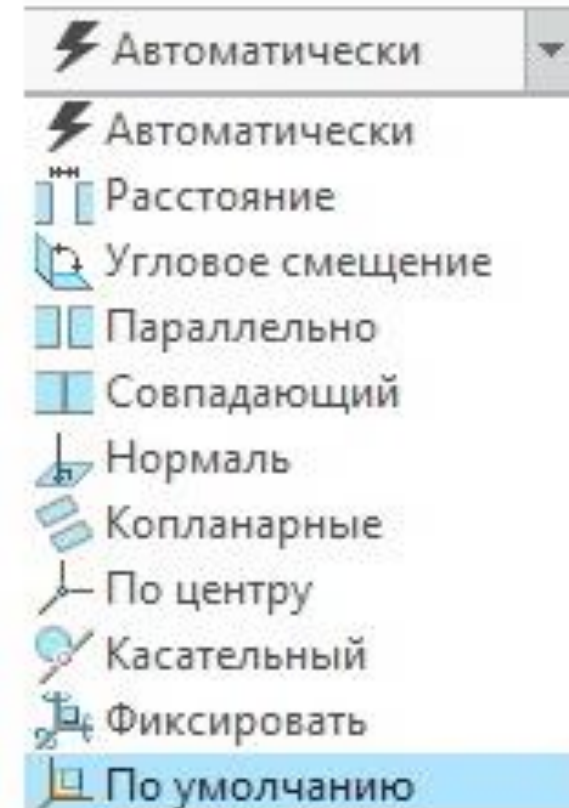 Автоматически
Автоматически
Расстояние
Угловое смещение
Параллельно
Совпадающий
Нормаль
Копланарные
По центру
Касательный
Фиксировать
По умолчанию